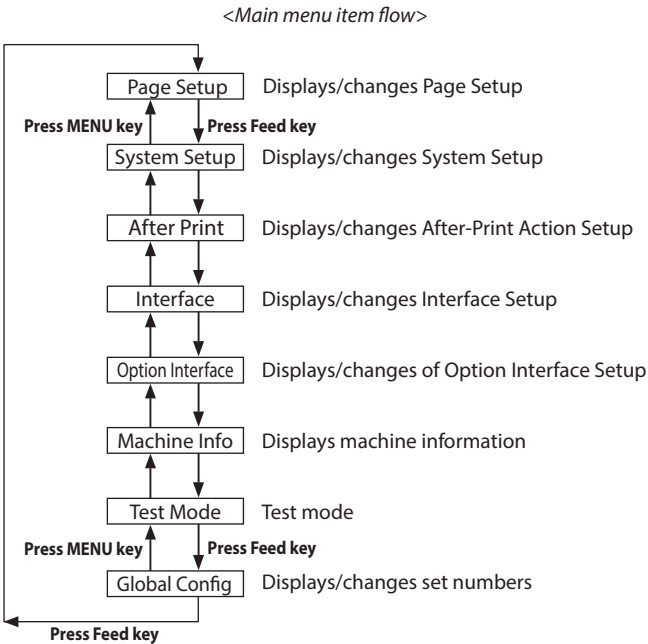 <Main menu item flow>
Page Setup Displays/changes Page Setup
Press MENU key Press Feed key
System Setup Displays/changes System Setup
After Print Displays/changes After-Print Action Setup
Interface Displays/changes Interface Setup
Option Interface Displays/changes of Option Interface Setup
Machine Info Displays machine information
Test Mode Test mode
Press MENU key Press Feed key
Global Config Displays/changes set numbers
Press Feed key